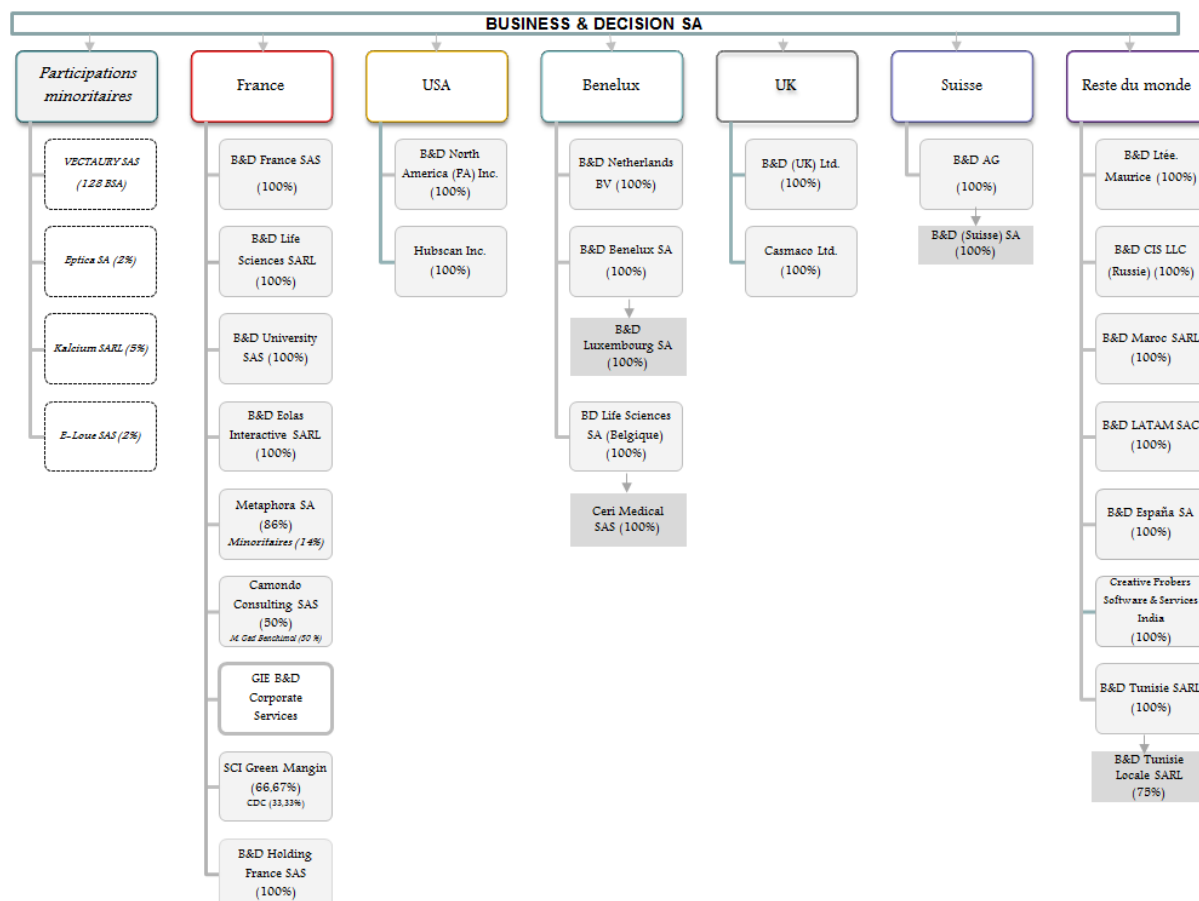 BUSINESS & DECISION SA
Participations
minoritaires
VECTAURY SAS
(128 BSA)
Eptica SA (2%)
Kalcium SARL (5%)
E-Loue SAS (2%)
France
B&D France SAS
(100%)
B&D Life
Sciences SARL
(100%)
B&D University
SAS (100%)
B&D Eolas
Interactive SARL
(100%)
Metaphora SA
(86%)
Minoritaires (14%)
Camondo
Consulting SAS
(50%)
M. Gad Benchimol (50 %)
GIE B&D
Corporate
Services
SCI Green Mangin
(66,67%)
CDC (33,33%)
B&D Holding
France SAS
(100%)
USA
B&D North
America (PA) Inc.
(100%)
Hubscan Inc.
(100%)
Benelux
B&D Netherlands
BV (100%)
B&D Benelux SA
(100%)
B&D
Luxembourg SA
(100%)
BD Life Sciences
SA (Belgique)
(100%)
Ceri Medical
SAS (100%)
UK
B&D (UK) Ltd.
(100%)
Casmaco Ltd.
(100%)
Suisse
B&D AG
(100%)
B&D (Suisse) SA
(100%)
Reste du monde
B&D Ltée.
Maurice (100%)
B&D CIS LLC
(Russie) (100%)
B&D Maroc SARL
(100%)
B&D LATAM SAC
(100%)
B&D España SA
(100%)
Creative Probers
Software & Services
India
(100%)
B&D Tunisie SARL
(100%)
B&D Tunisie
Locale SARL
(75%)